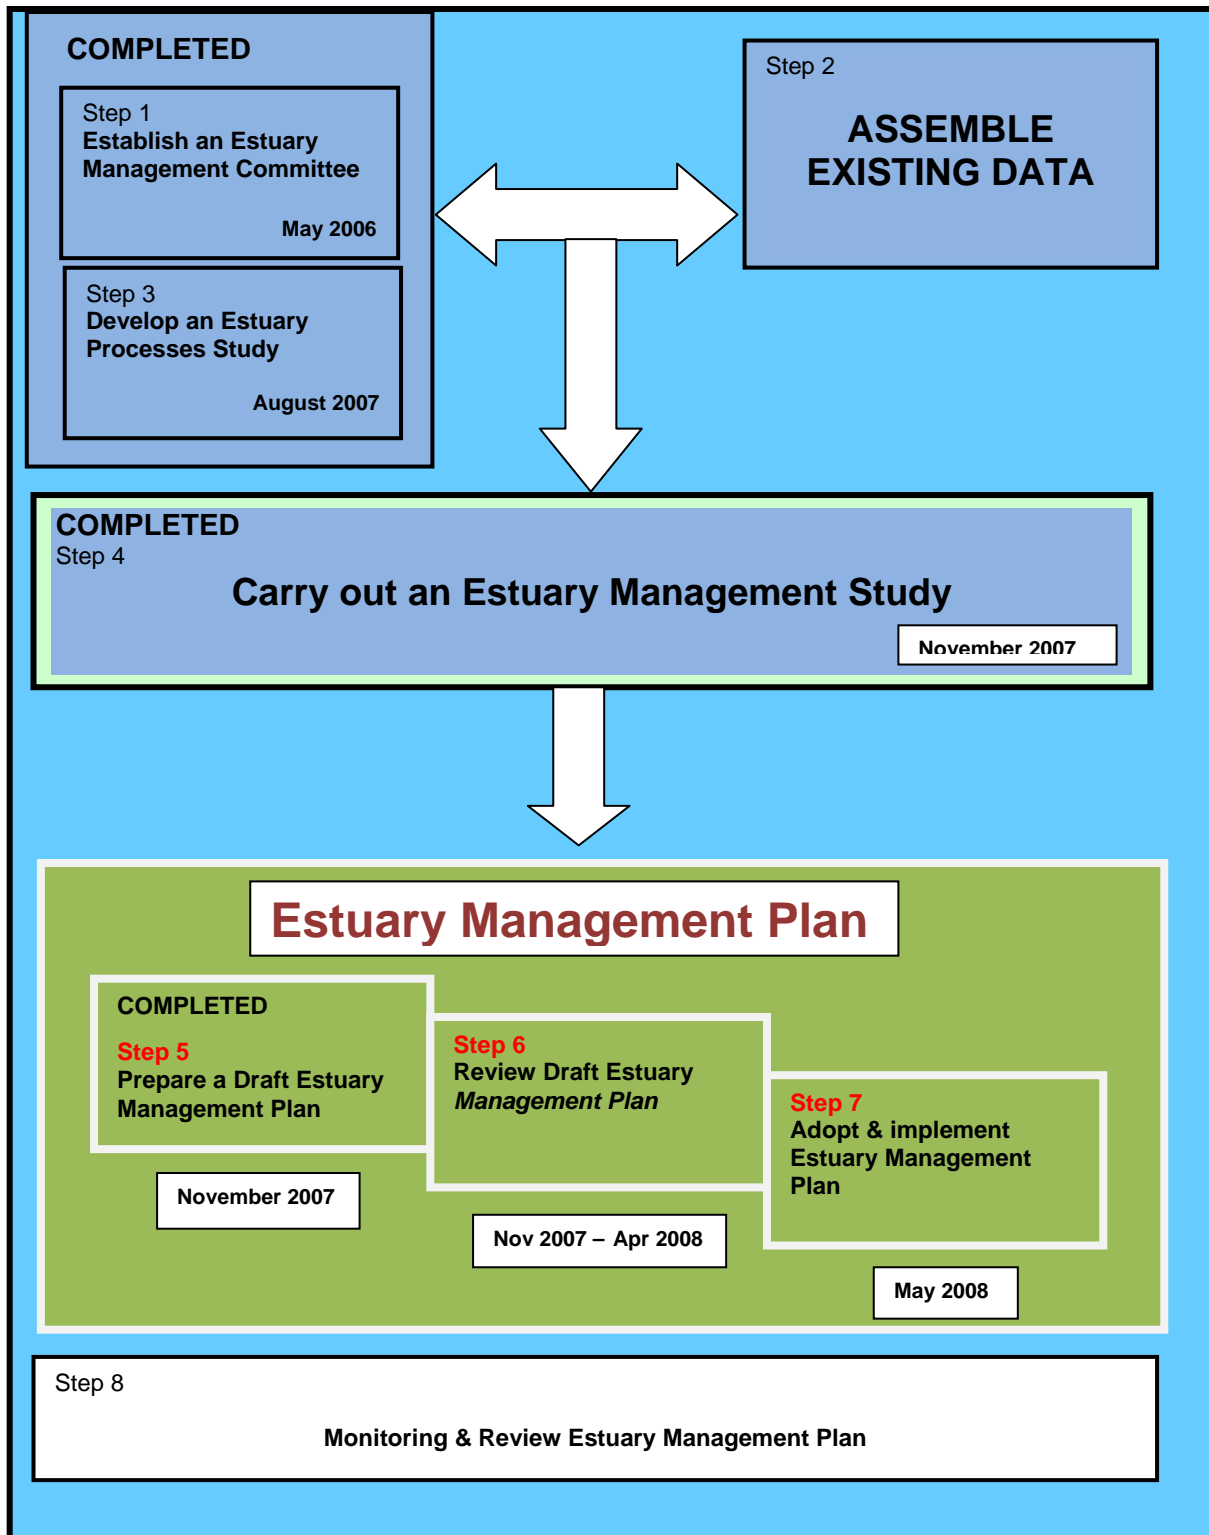 COMPLETED
Step 1
Establish an Estuary
Management Committee
May 2006
Step 3
Develop an Estuary
Processes Study
August 2007
Step 2
ASSEMBLE
EXISTING DATA
COMPLETED
Step 4
Carry out an Estuary Management Study
November 2007
Estuary Management Plan
COMPLETED
Step 5
Prepare a Draft Estuary
Management Plan
November 2007
Step 6
Review Draft Estuary
Management Plan
Nov 2007 – Apr 2008
Step 7
Adopt & implement
Estuary Management
Plan
May 2008
Step 8
Monitoring & Review Estuary Management Plan